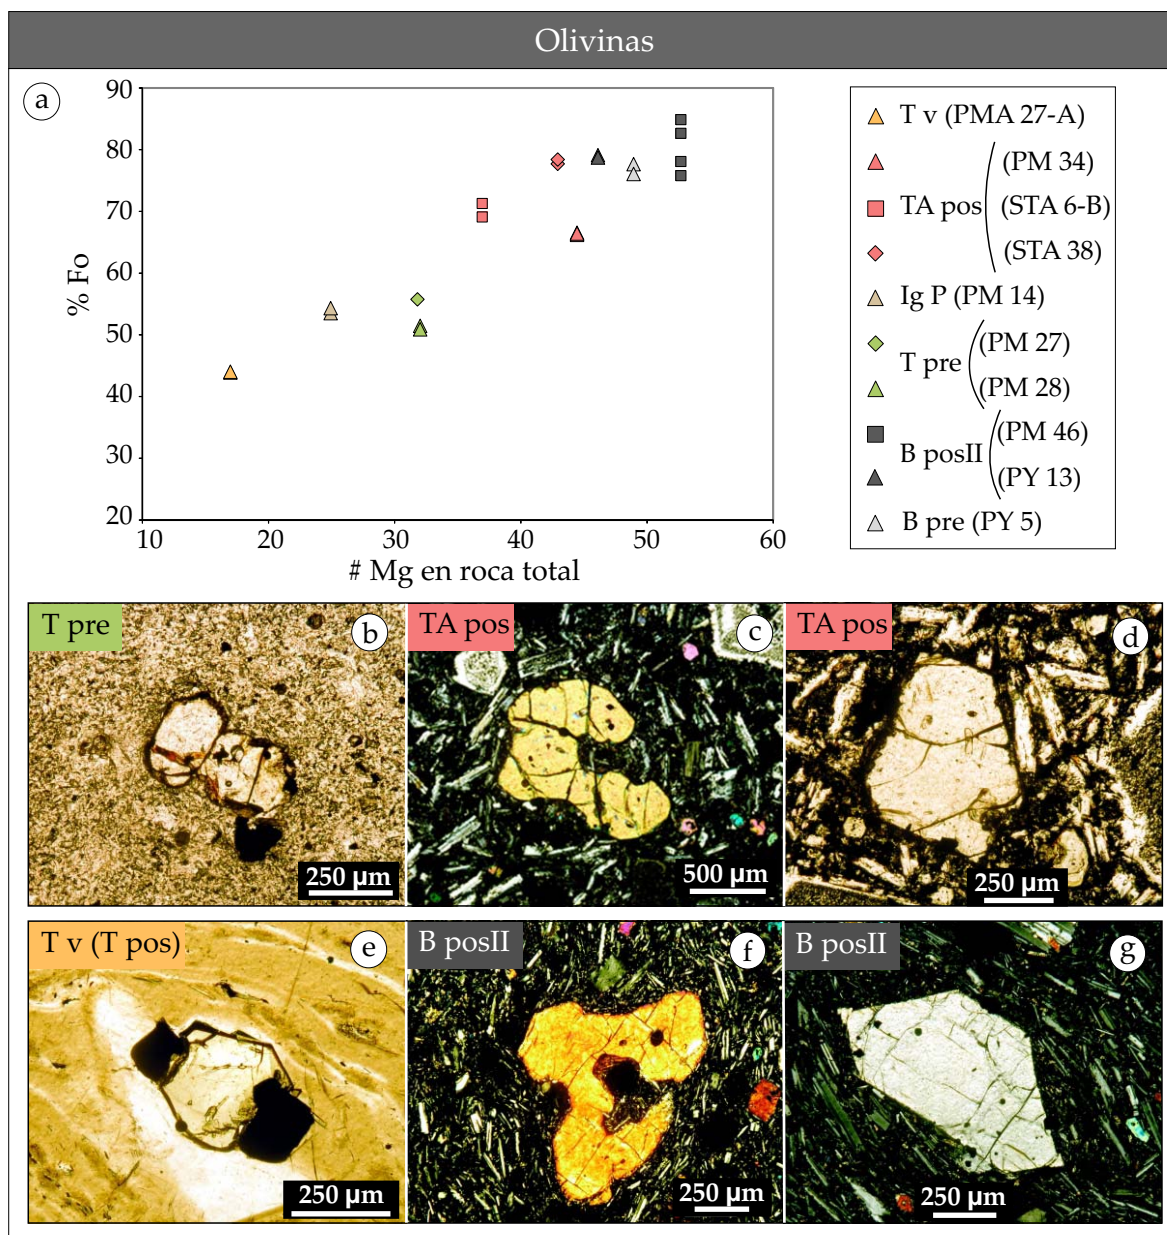 Olivinas
a
% Fo
90
80
70
60
50
40
30
20
10
20
30
40
50
60
# Mg en roca total
T v (PMA 27-A)
(PM 34)
TA pos (STA 6-B)
(STA 38)
Ig P (PM 14)
(PM 27)
T pre
(PM 28)
(PM 46)
B posII
(PY 13)
B pre (PY 5)
T pre
b
250 µm
TA pos
c
500 µm
TA pos
d
250 µm
T v (T pos)
e
250 µm
B posII
f
250 µm
B posII
g
250 µm